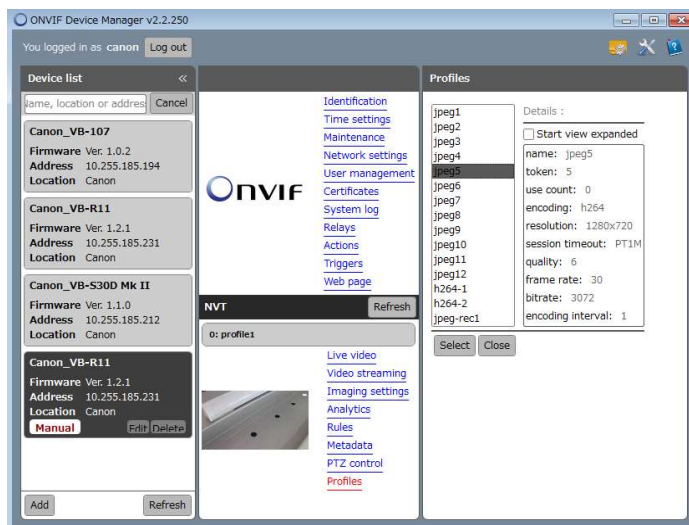 ONVIF Device Manager v2.2.250
You logged in as canon Log out
Device list «
Name, location or address Cancel
Canon_VB-107
Firmware Ver. 1.0.2
Address 10.255.185.194
Location Canon
Canon_VB-R11
Firmware Ver. 1.2.1
Address 10.255.185.231
Location Canon
Canon_VB-S30D Mk II
Firmware Ver. 1.1.0
Address 10.255.185.212
Location Canon
Canon_VB-R11
Firmware Ver. 1.2.1
Address 10.255.185.231
Location Canon
Manual Edit Delete
Add Refresh
ONVIF
Identification
Time settings
Maintenance
Network settings
User management
Certificates
System log
Relays
Actions
Triggers
Web page
NVT Refresh
0: profile1
Live video
Video streaming
Imaging settings
Analytics
Rules
Metadata
PTZ control
Profiles
Profiles
jpeg1
jpeg2
jpeg3
jpeg4
jpeg5
jpeg6
jpeg7
jpeg8
jpeg9
jpeg10
jpeg11
jpeg12
h264-1
h264-2
jpeg-rec1
Details :
Start view expanded
name: jpeg5
token: 5
use count: 0
encoding: h264
resolution: 1280x720
session timeout: PT1M
quality: 6
frame rate: 30
bitrate: 3072
encoding interval: 1
Select Close